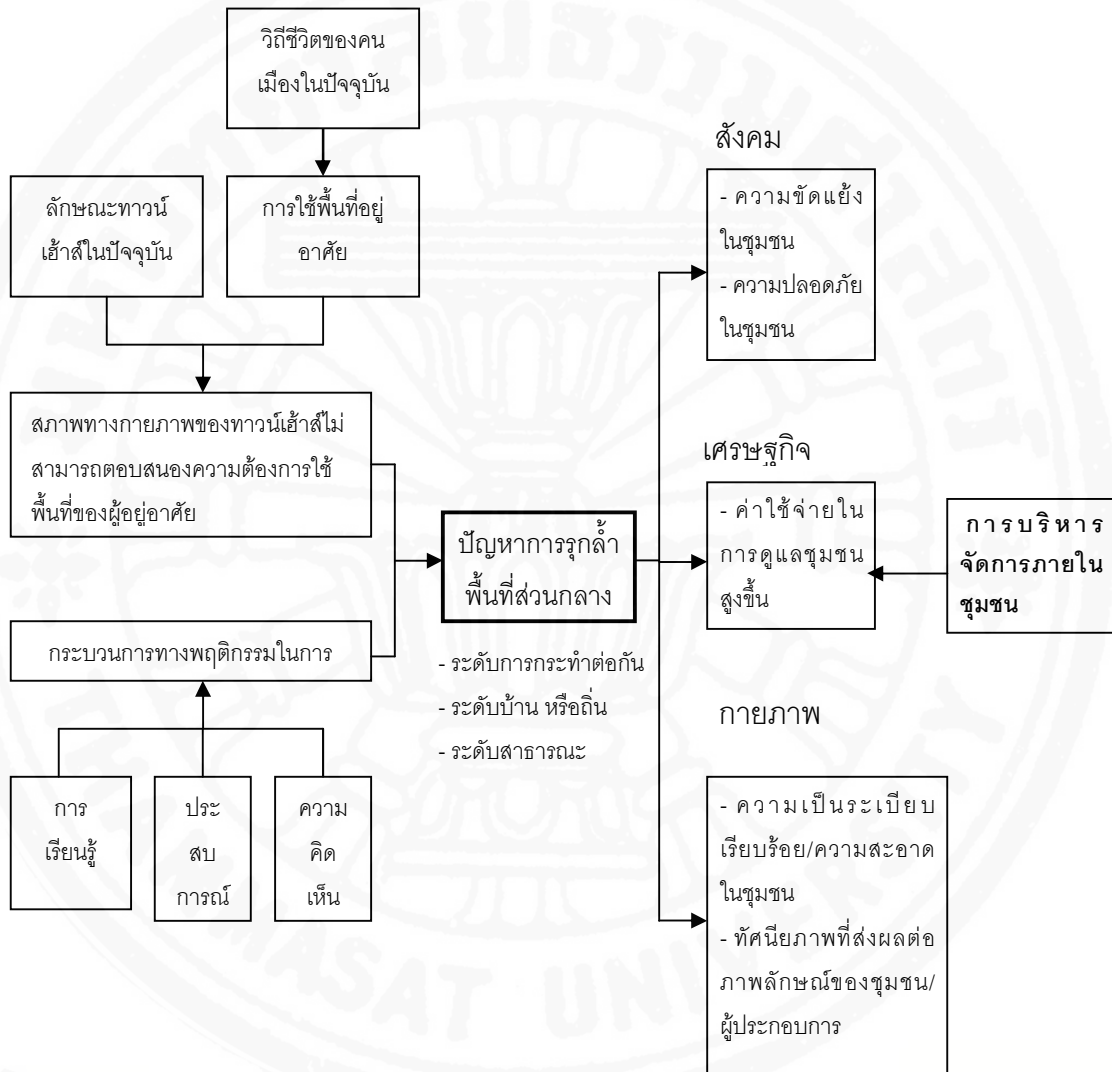 วิถีชีวิตของคน
เมืองในปัจจุบัน
ลักษณะทาวน์
เฮ้าส์ในปัจจุบัน
การใช้พื้นที่อยู่
อาศัย
สภาพทางกายภาพของทาวน์เฮ้าส์ไม่
สามารถตอบสนองความต้องการใช้
พื้นที่ของผู้อยู่อาศัย
กระบวนการทางพฤติกรรมในการ
การ
เรียนรู้
ประ
สบ
การณ์
ความ
คิด
เห็น
ปัญหาการรุกล้ำ
พื้นที่ส่วนกลาง
- ระดับการกระทำต่อกัน
- ระดับบ้าน หรือถิ่น
- ระดับสาธารณะ
สังคม
- ความขัดแย้ง
ในชุมชน
- ความปลอดภัย
ในชุมชน
เศรษฐกิจ
- ค่าใช้จ่ายใน
การดูแลชุมชน
สูงขึ้น
การบริหาร
จัดการภายใน
ชุมชน
กายภาพ
- ความเป็นระเบียบ
เรียบร้อย/ความสะอาด
ในชุมชน
- ทัศนียภาพที่ส่งผลต่อ
ภาพลักษณ์ของชุมชน/
ผู้ประกอบการ
มหาวิทยาลัยธรรมศาสตร์
THAMMASAT UNIVERSITY